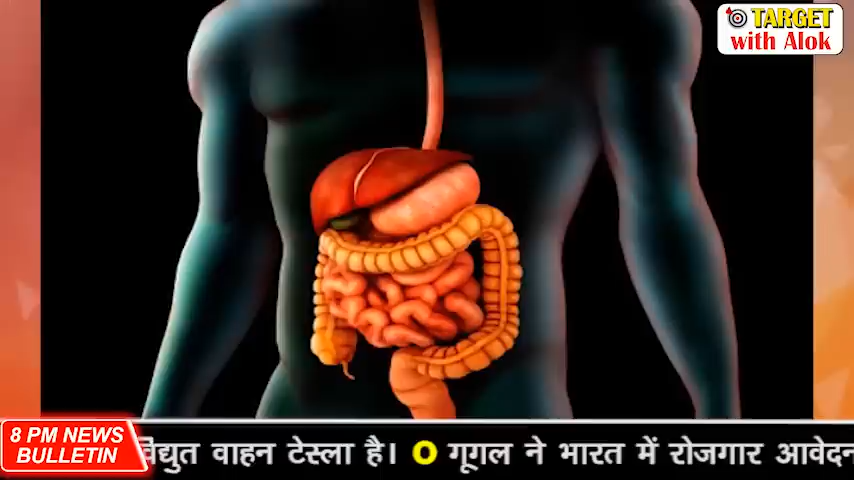 TARGET
with Alok
8 PM NEWS
BULLETIN
विद्युत वाहन टेस्ला है। O गूगल ने भारत में रोजगार आवेदन